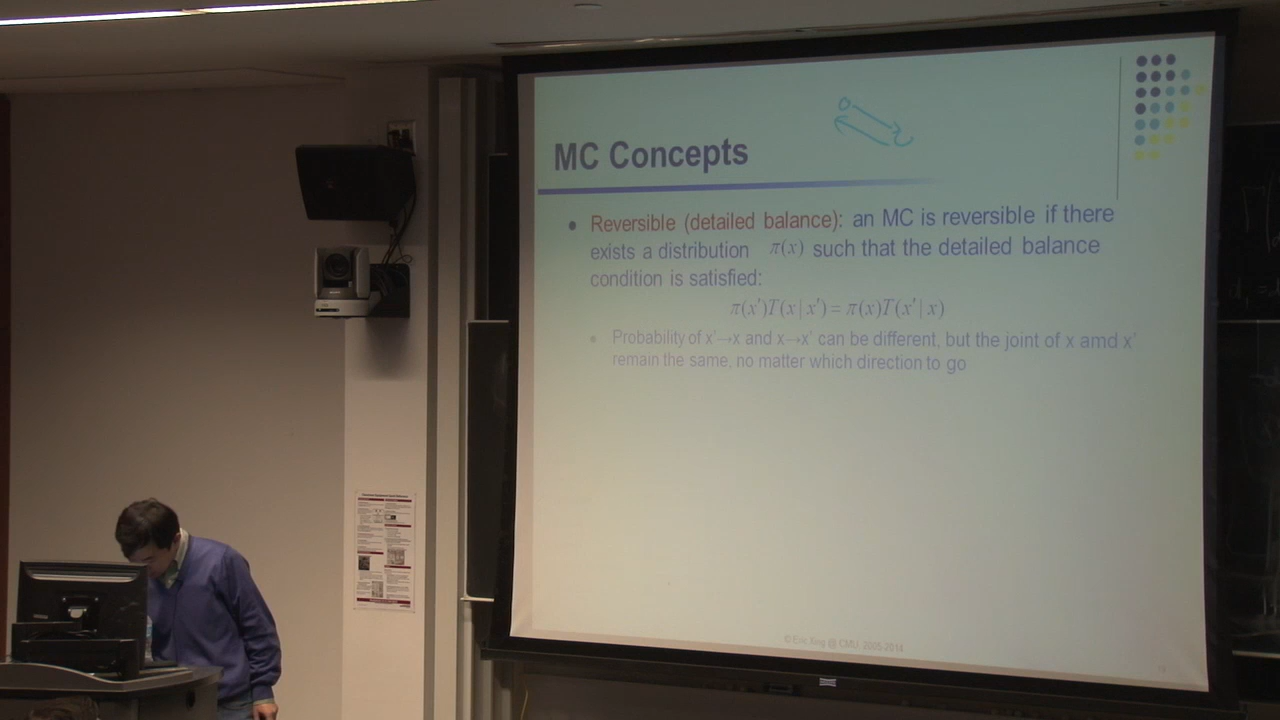 MC Concepts
Reversible (detailed balance): an MC is reversible if there
exists a distribution π(x) such that the detailed balance
condition is satisfied:
π(x')T(x | x') = π(x)T(x' | x)
Probability of x'→x and x→x' can be different, but the joint of x amd x'
remain the same, no matter which direction to go
© Eric Xing @ CMU, 2005-2014